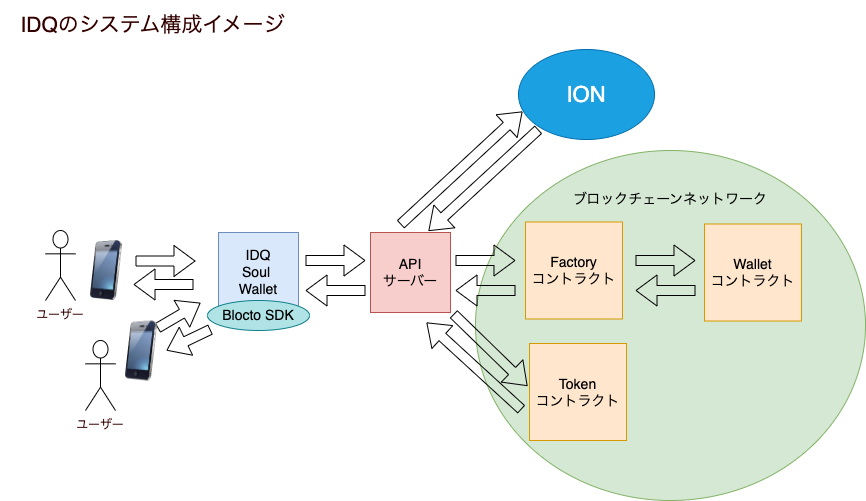 IDQのシステム構成イメージ
ION
ブロックチェーンネットワーク
IDQ
Soul
Wallet
Blocto SDK
API
サーバー
Factory
コントラクト
Wallet
コントラクト
ユーザー
Token
コントラクト
ユーザー